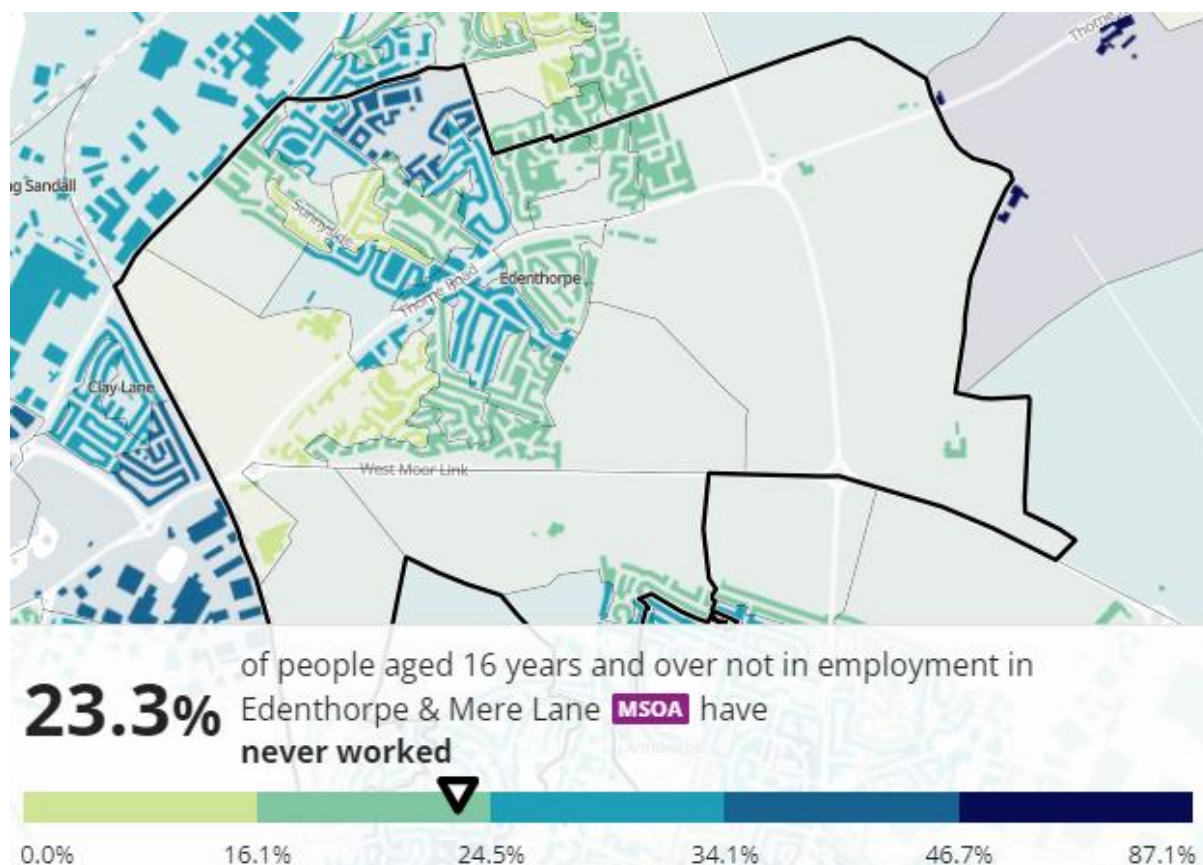 Thorne
ng Sandall
Sunnyside
Edenthorpe
Thorne Road
Clay Lane
West Moor Link
of people aged 16 years and over not in employment in
23.3% Edenthorpe & Mere Lane MSOA have
never worked
0.0% 16.1% 24.5% 34.1% 46.7% 87.1%